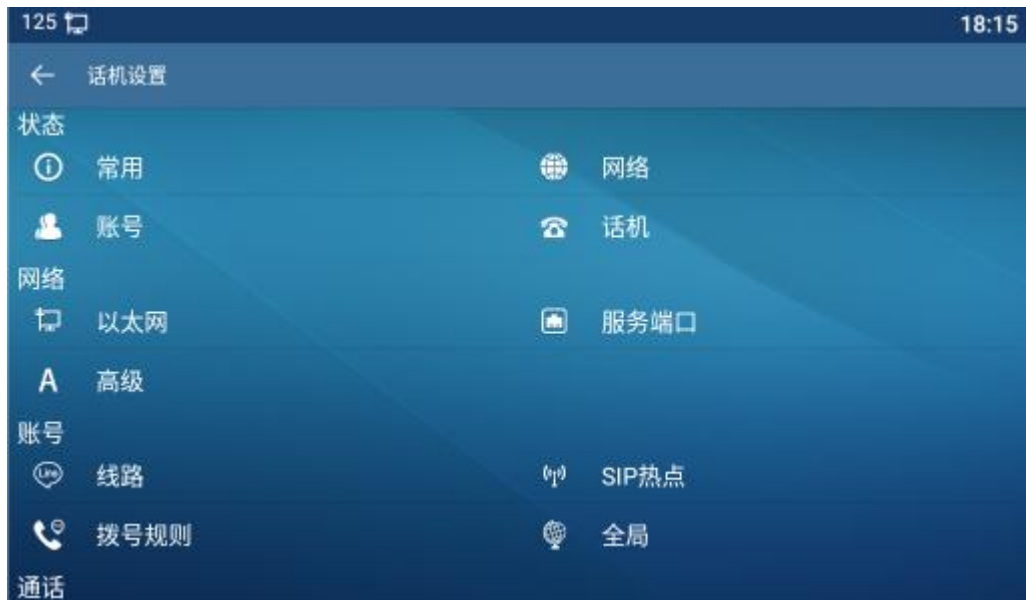 125 18:15
话机设置
状态
常用 网络
账号 话机
网络
以太网 服务端口
A 高级
账号
Line 线路 SIP热点
拨号规则 全局
通话